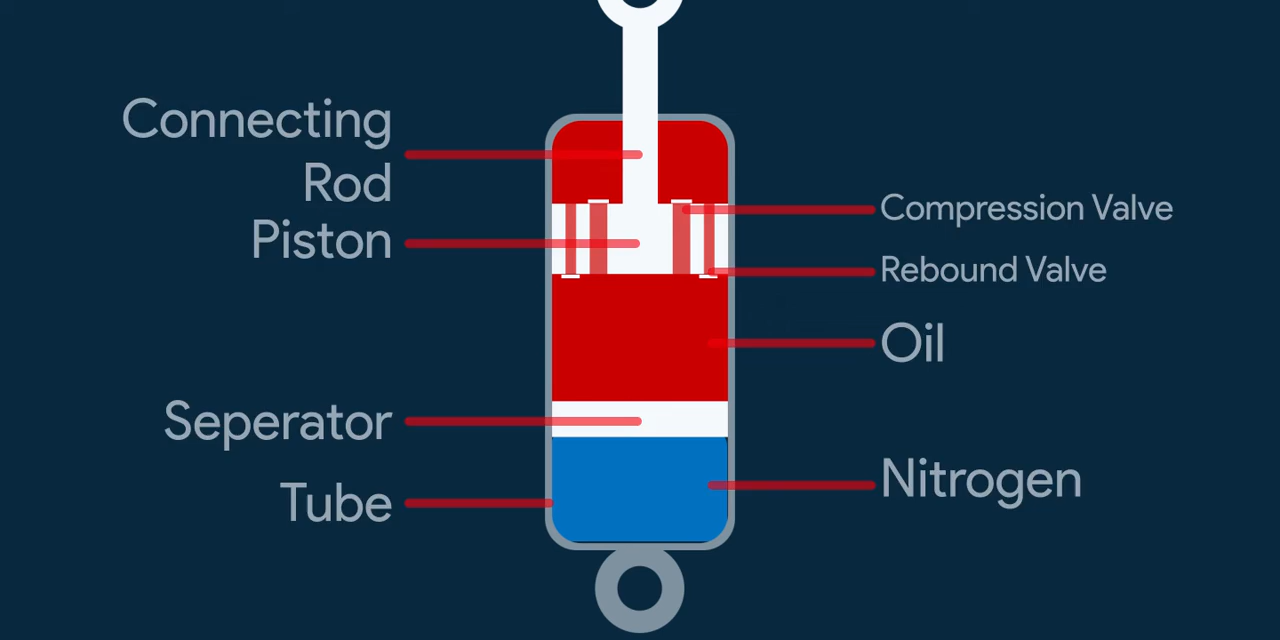 Connecting
Rod
Piston
Seperator
Tube
Compression Valve
Rebound Valve
Oil
Nitrogen